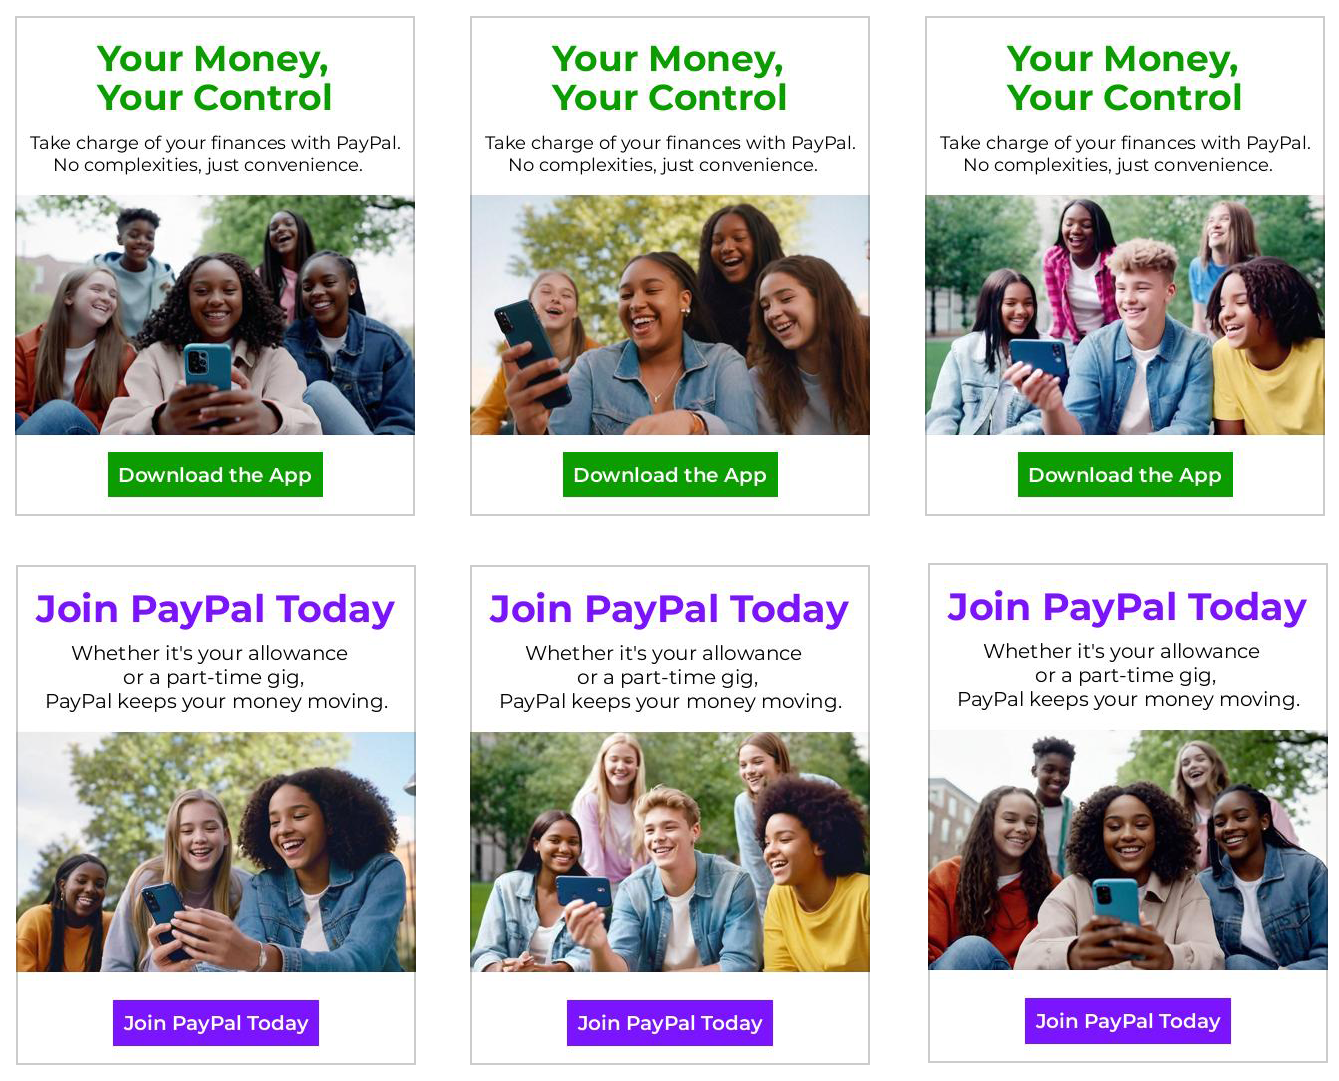 Your Money,
Your Control
Take charge of your finances with PayPal.
No complexities, just convenience.
Download the App
Your Money,
Your Control
Take charge of your finances with PayPal.
No complexities, just convenience.
Download the App
Your Money,
Your Control
Take charge of your finances with PayPal.
No complexities, just convenience.
Download the App
Join PayPal Today
Whether it's your allowance
or a part-time gig,
PayPal keeps your money moving.
Join PayPal Today
Join PayPal Today
Whether it's your allowance
or a part-time gig,
PayPal keeps your money moving.
Join PayPal Today
Join PayPal Today
Whether it's your allowance
or a part-time gig,
PayPal keeps your money moving.
Join PayPal Today